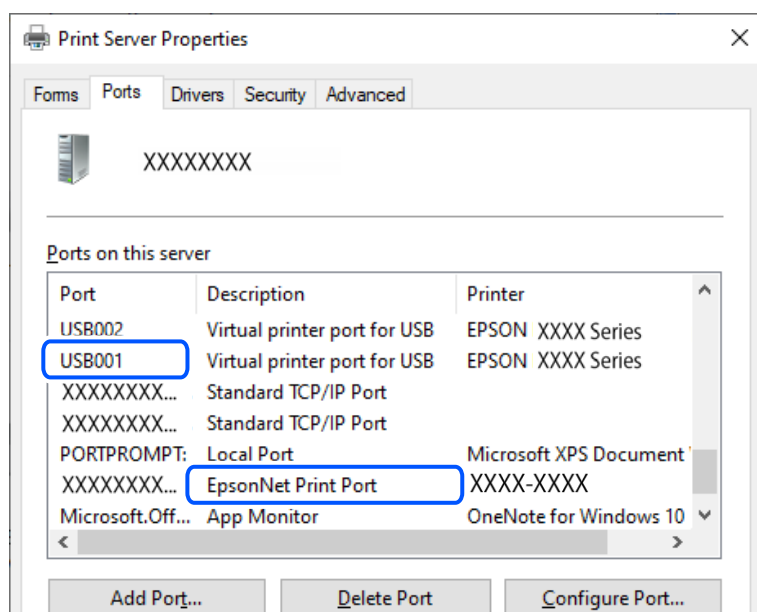 Print Server Properties
Forms Ports Drivers Security Advanced
XXXXXXXX
Ports on this server
Port Description Printer
USB002 Virtual printer port for USB EPSON XXXX Series
USB001 Virtual printer port for USB EPSON XXXX Series
XXXXXXXX... Standard TCP/IP Port
XXXXXXXX... Standard TCP/IP Port
PORTPROMPT: Local Port Microsoft XPS Document
XXXXXXXX... EpsonNet Print Port XXXX-XXXX
Microsoft.Off... App Monitor OneNote for Windows 10
Add Port... Delete Port Configure Port...